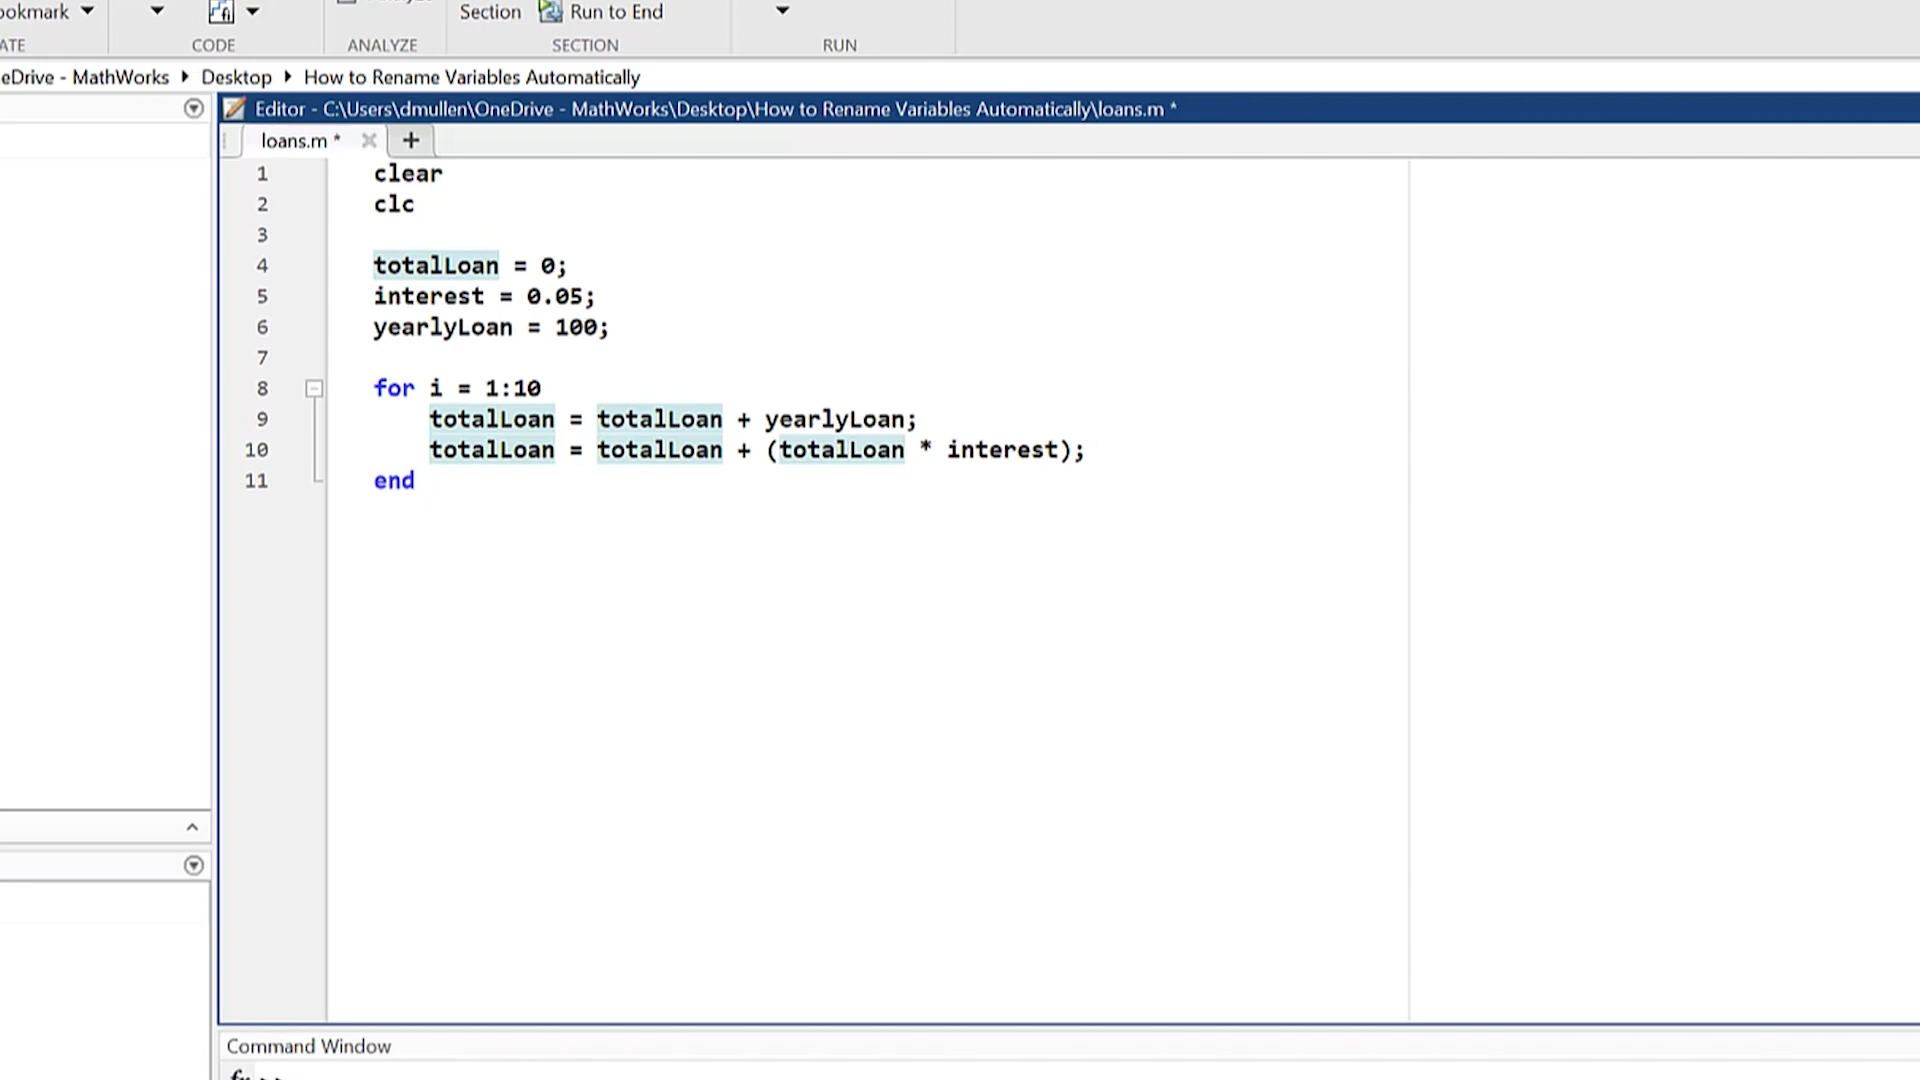 ookmark
Section Run to End
ATE CODE ANALYZE SECTION RUN
eDrive - MathWorks Desktop How to Rename Variables Automatically
Editor - C:\Users\dmullen\OneDrive - MathWorks\Desktop\How to Rename Variables Automatically\loans.m *
loans.m * +
1 clear
2 clc
3
4 totalLoan = 0;
5 interest = 0.05;
6 yearlyLoan = 100;
7
8 for i = 1:10
9 totalLoan = totalLoan + yearlyLoan;
10 totalLoan = totalLoan + (totalLoan * interest);
11 end
Command Window
fx >>